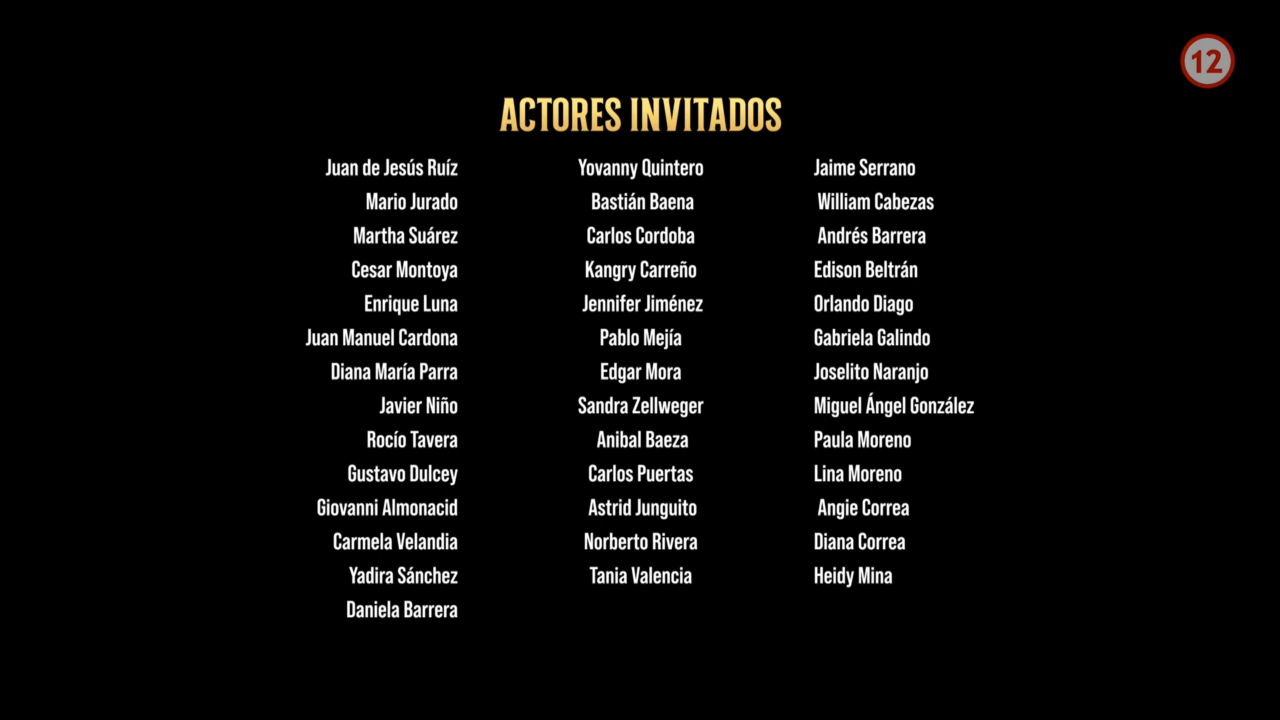 12
ACTORES INVITADOS
Juan de Jesús Ruíz
Mario Jurado
Martha Suárez
Cesar Montoya
Enrique Luna
Juan Manuel Cardona
Diana María Parra
Javier Niño
Rocío Tavera
Gustavo Dulcey
Giovanni Almonacid
Carmela Velandia
Yadira Sánchez
Daniela Barrera
Yovanny Quintero
Bastián Baena
Carlos Cordoba
Kangry Carreño
Jennifer Jiménez
Pablo Mejía
Edgar Mora
Sandra Zellweger
Anibal Baeza
Carlos Puertas
Astrid Junguito
Norberto Rivera
Tania Valencia
Jaime Serrano
William Cabezas
Andrés Barrera
Edison Beltrán
Orlando Diago
Gabriela Galindo
Joselito Naranjo
Miguel Ángel González
Paula Moreno
Lina Moreno
Angie Correa
Diana Correa
Heidy Mina